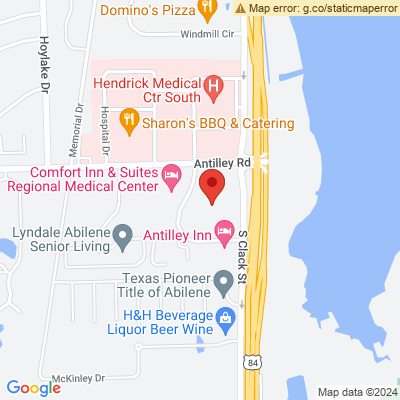 Map error: g.co/staticmaperror
Domino's Pizza
Windmill Cir
Hoylake Dr
Memorial Dr
Hospital Dr
Hendrick Medical
Ctr South
H
Sharon's BBQ & Catering
Antilley Rd
Comfort Inn & Suites
Regional Medical Center
Lyndale Abilene
Senior Living
Antilley Inn
S Clack St
Texas Pioneer
Title of Abilene
H&H Beverage
Liquor Beer Wine
84
McKinley Dr
Google
Map data ©2024